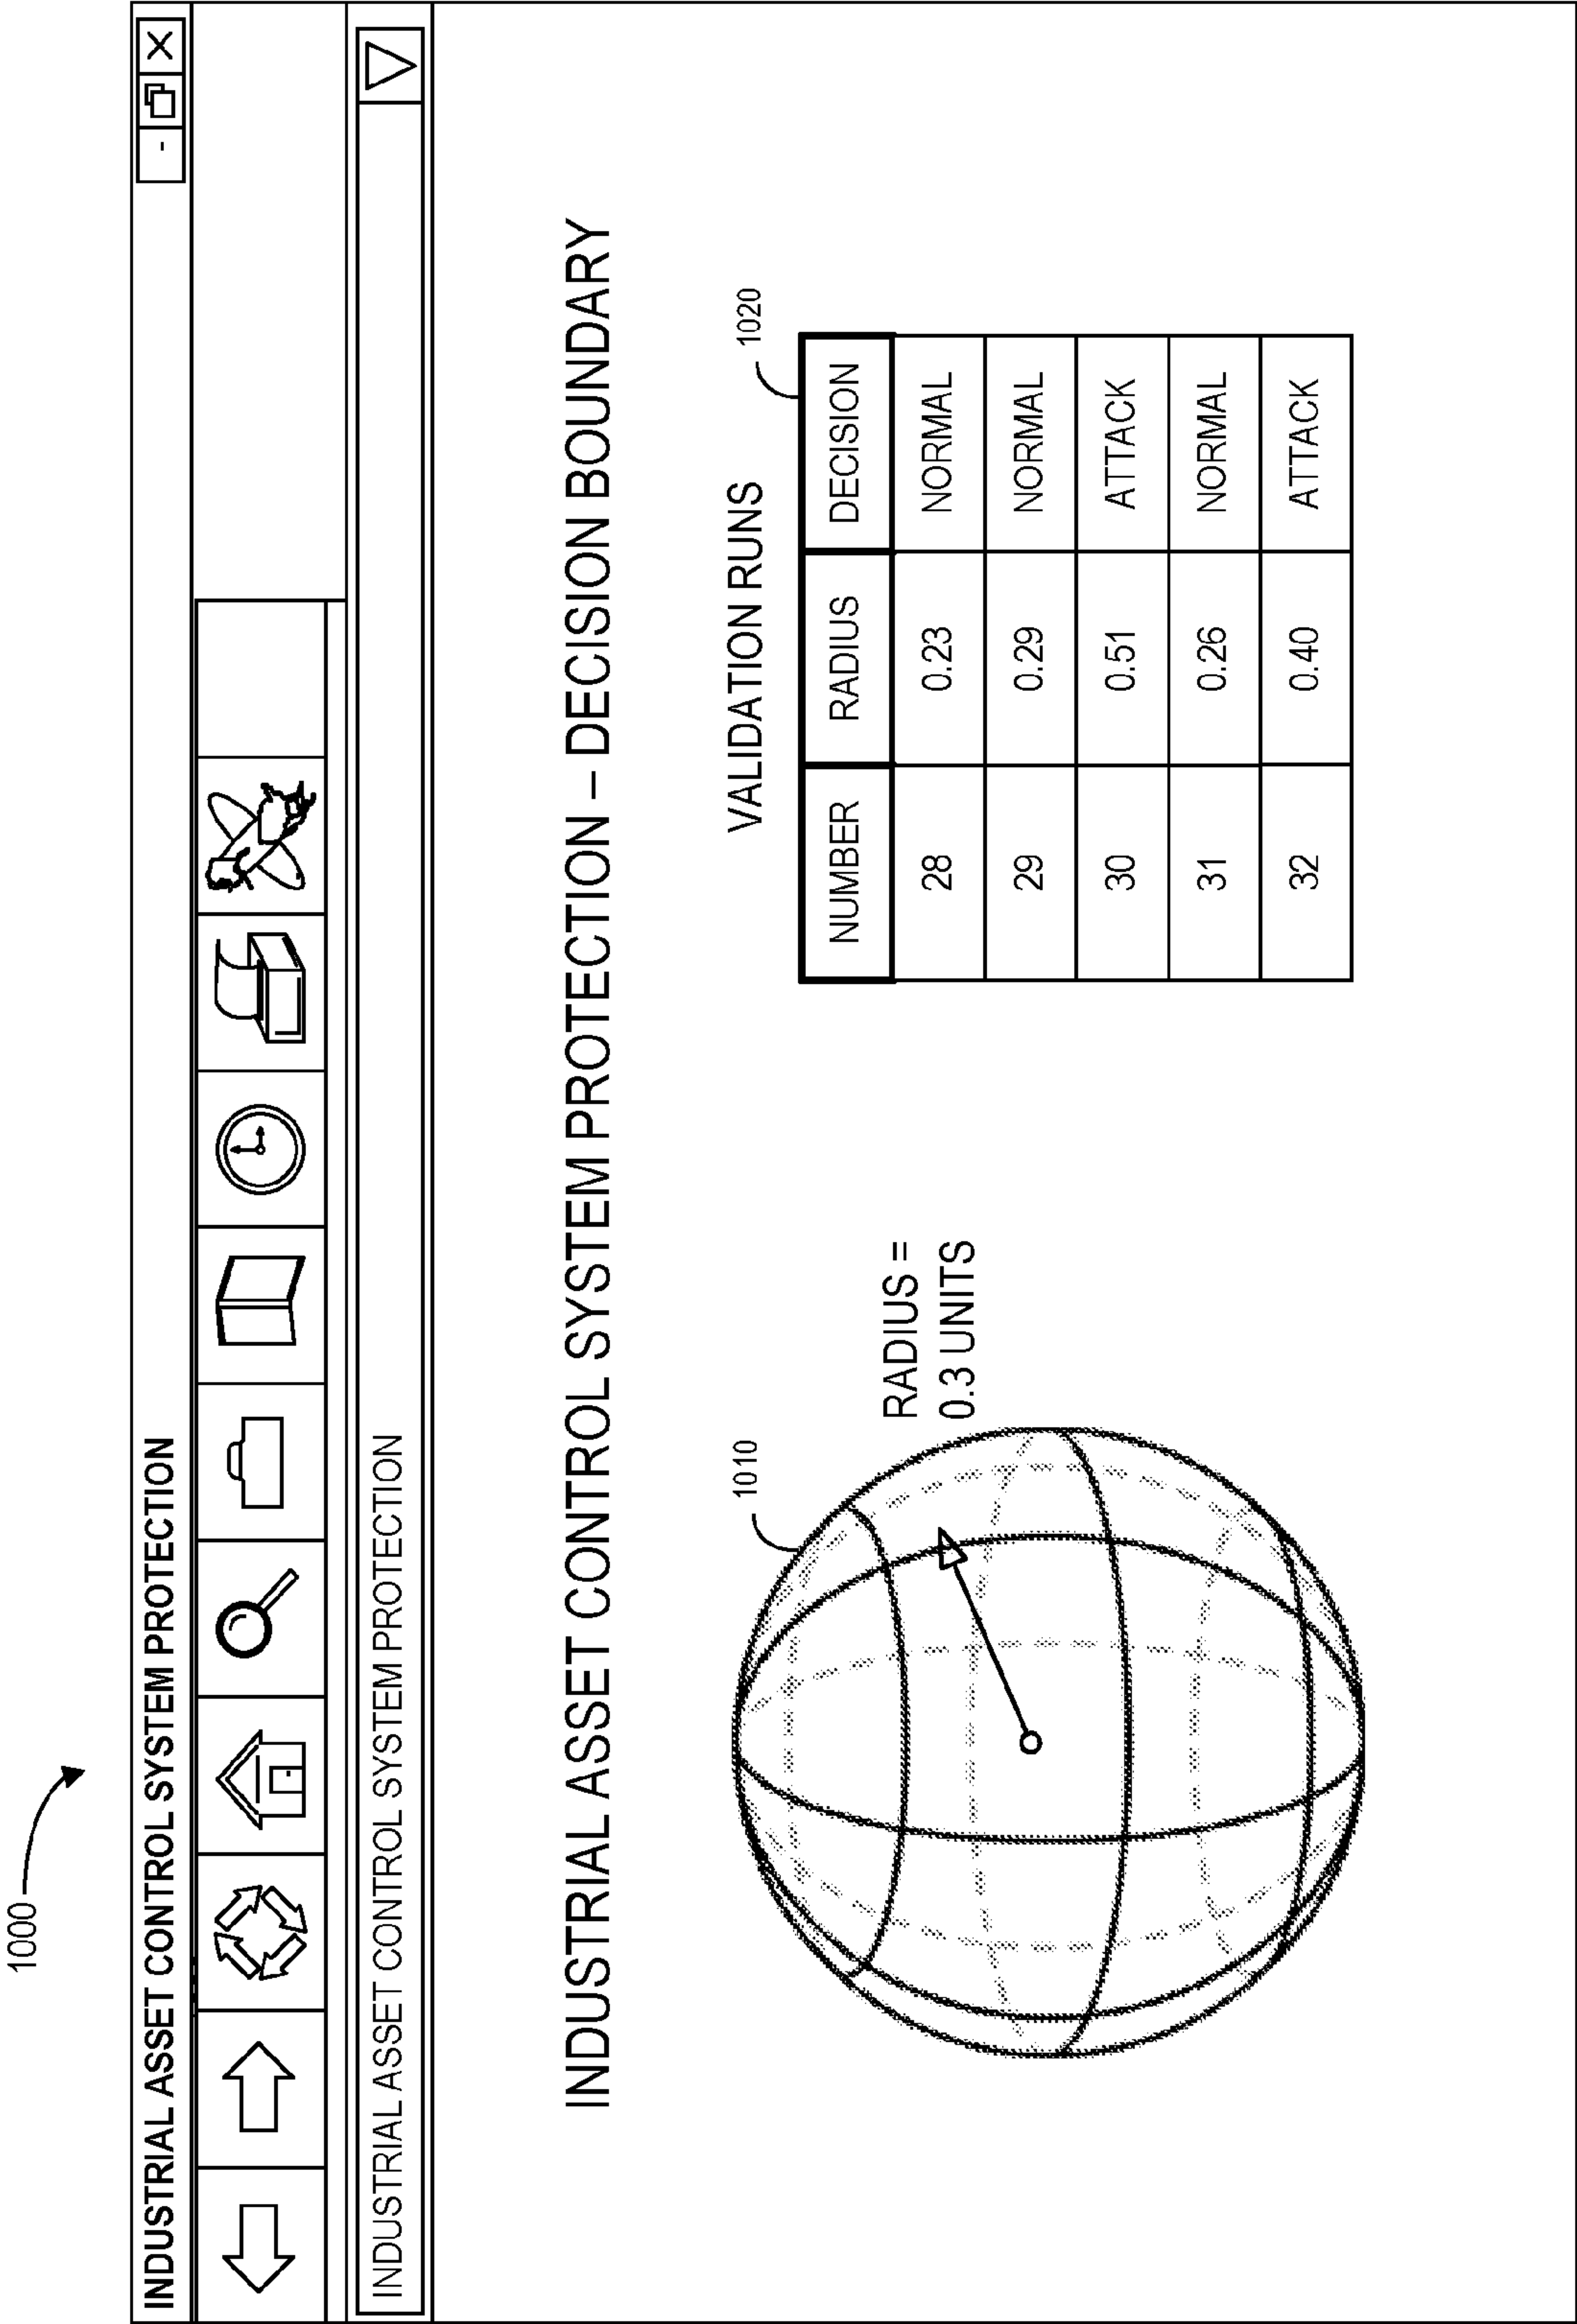 1000
INDUSTRIAL ASSET CONTROL SYSTEM PROTECTION
- X
INDUSTRIAL ASSET CONTROL SYSTEM PROTECTION
INDUSTRIAL ASSET CONTROL SYSTEM PROTECTION – DECISION BOUNDARY
1010
RADIUS =
0.3 UNITS
VALIDATION RUNS
1020
NUMBER RADIUS DECISION
28 0.23 NORMAL
29 0.29 NORMAL
30 0.51 ATTACK
31 0.26 NORMAL
32 0.40 ATTACK